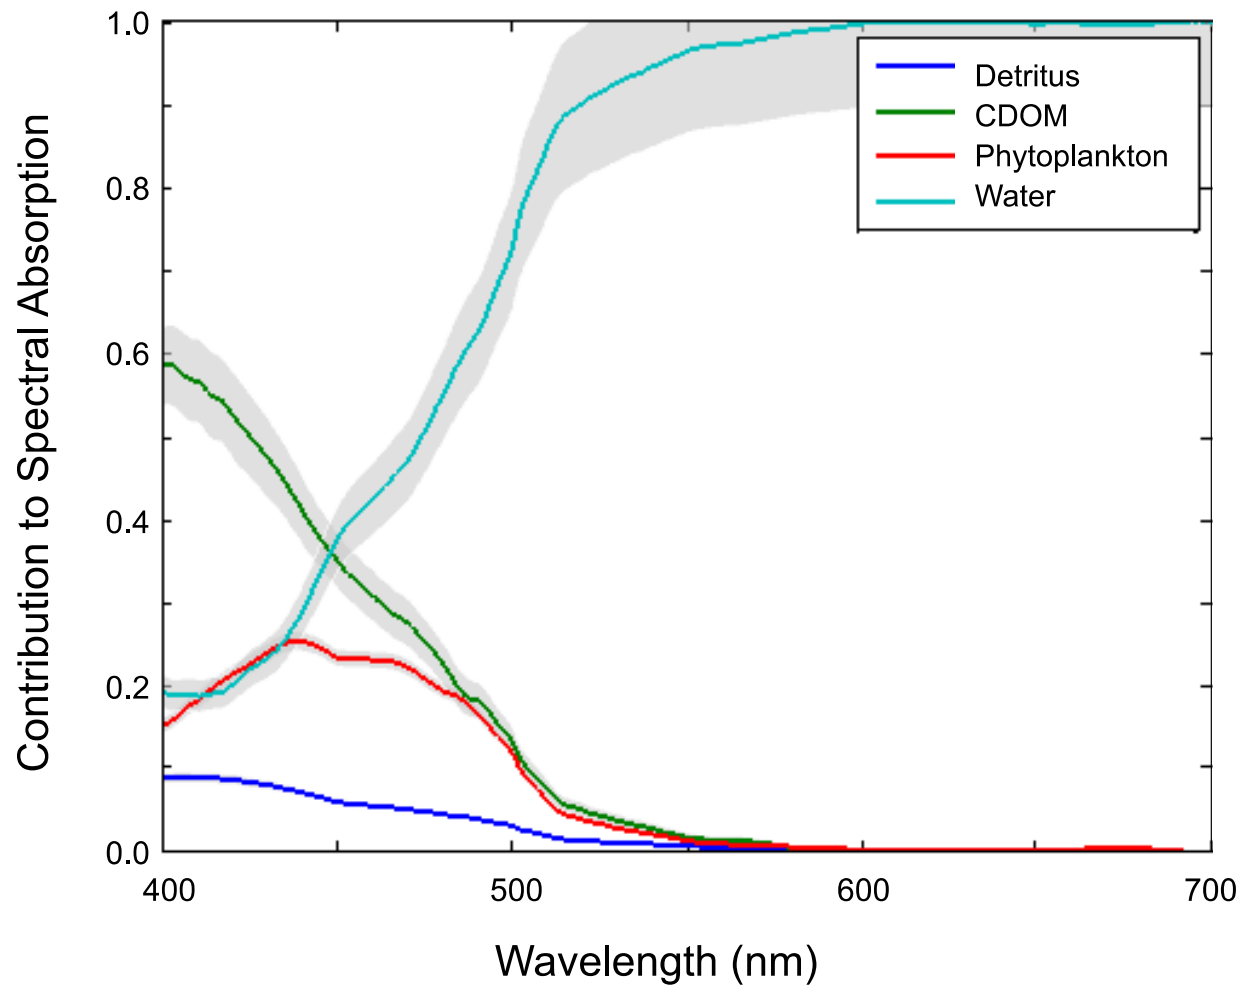 Contribution to Spectral Absorption
1.0
0.8
0.6
0.4
0.2
0.0
400
500
600
700
Wavelength (nm)
Detritus
CDOM
Phytoplankton
Water